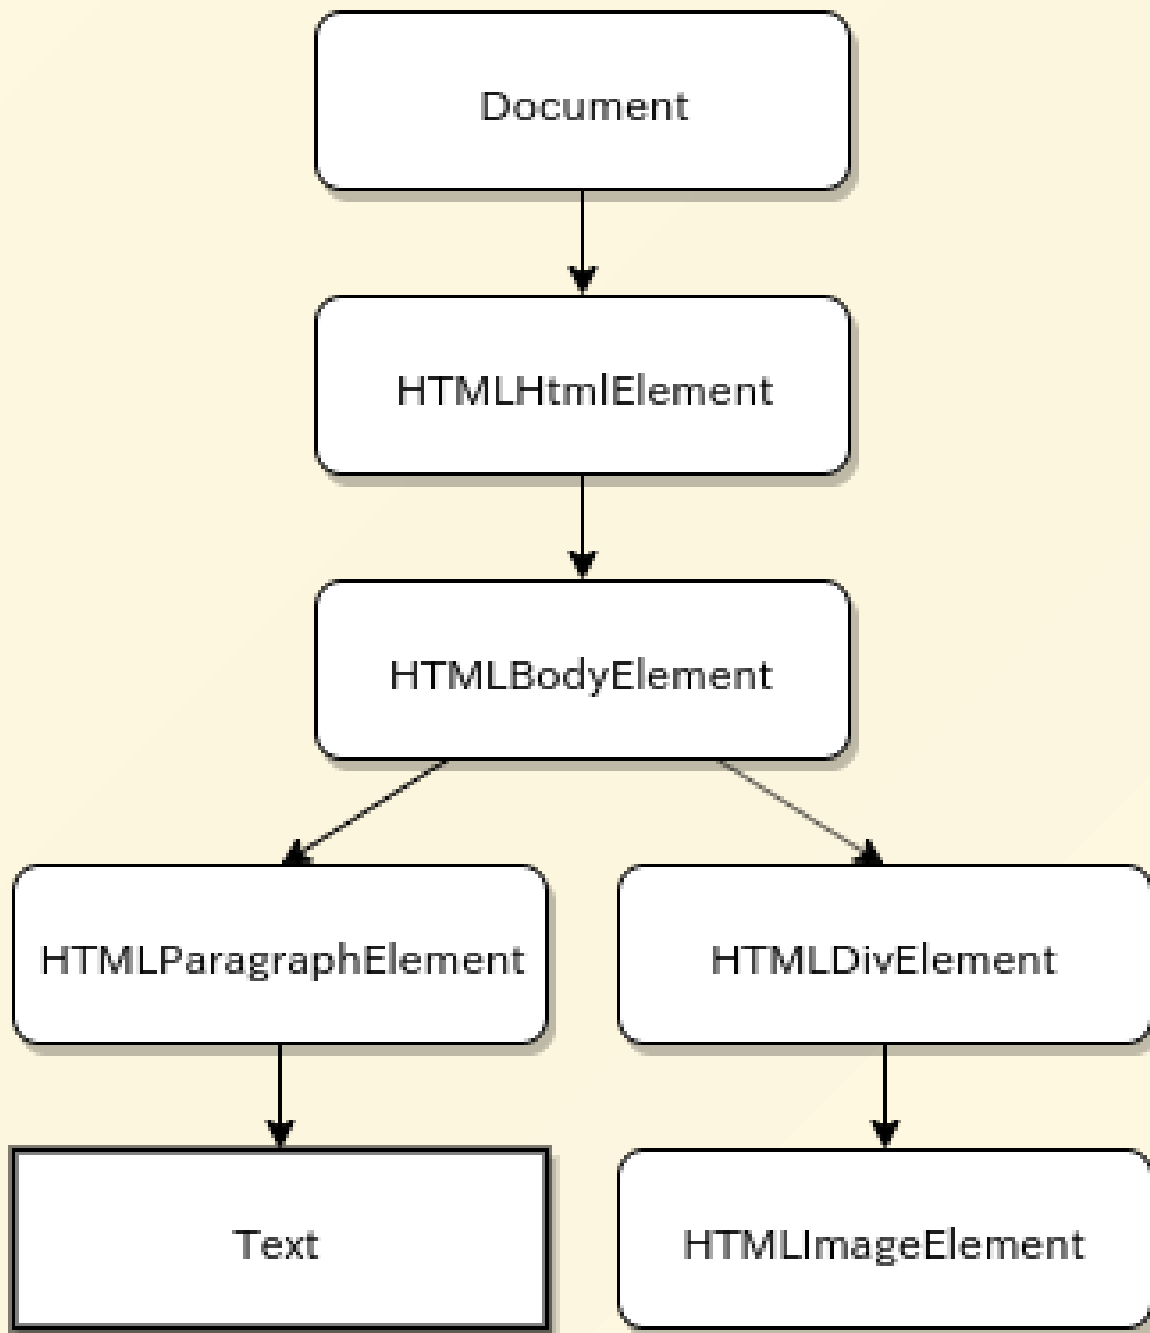 Document
HTMLHtmlElement
HTMLBodyElement
HTMLParagraphElement
HTMLDivElement
Text
HTMLImageElement